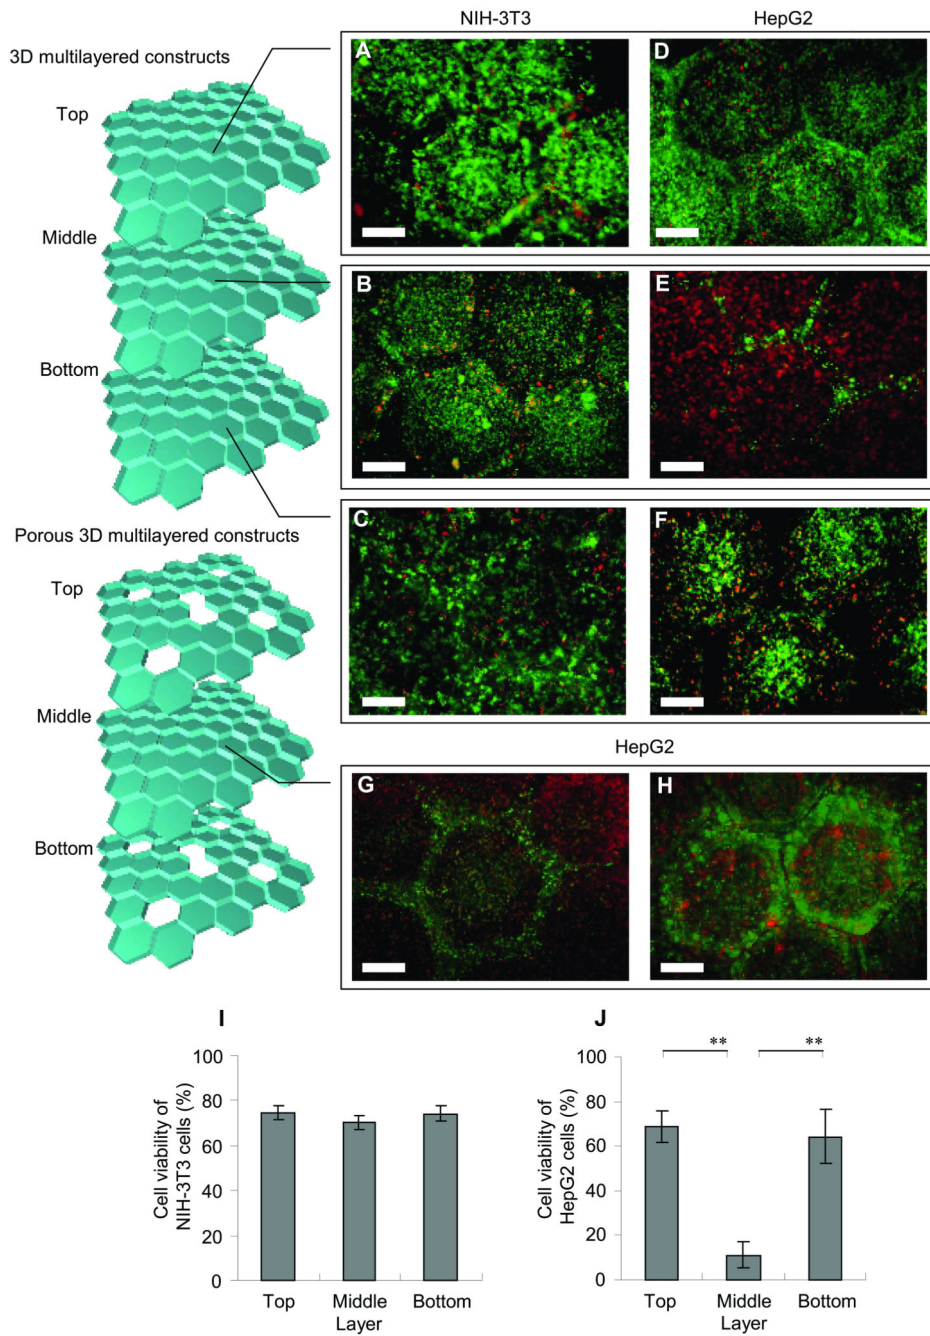 NIH-3T3 HepG2
3D multilayered constructs
Top
Middle
Bottom
A
D
B
E
C
F
Porous 3D multilayered constructs
Top
Middle
Bottom
HepG2
G
H
I
Cell viability of
NIH-3T3 cells (%)
100
80
60
40
20
0
Top Middle Bottom
Layer
J
** **
Cell viability of
HepG2 cells (%)
100
80
60
40
20
0
Top Middle Bottom
Layer